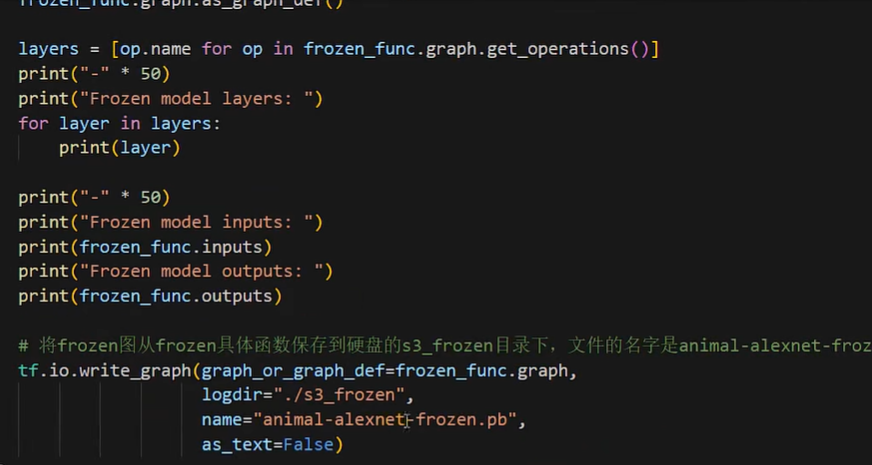 frozen_func.graph.as_graph_def()
layers = [op.name for op in frozen_func.graph.get_operations()]
print("-" * 50)
print("Frozen model layers: ")
for layer in layers:
print(layer)
print("-" * 50)
print("Frozen model inputs: ")
print(frozen_func.inputs)
print("Frozen model outputs: ")
print(frozen_func.outputs)
# 将frozen图从frozen具体函数保存到硬盘的s3_frozen目录下，文件的名字是animal-alexnet-froz
tf.io.write_graph(graph_or_graph_def=frozen_func.graph,
logdir="./s3_frozen",
name="animal-alexnet-frozen.pb",
as_text=False)